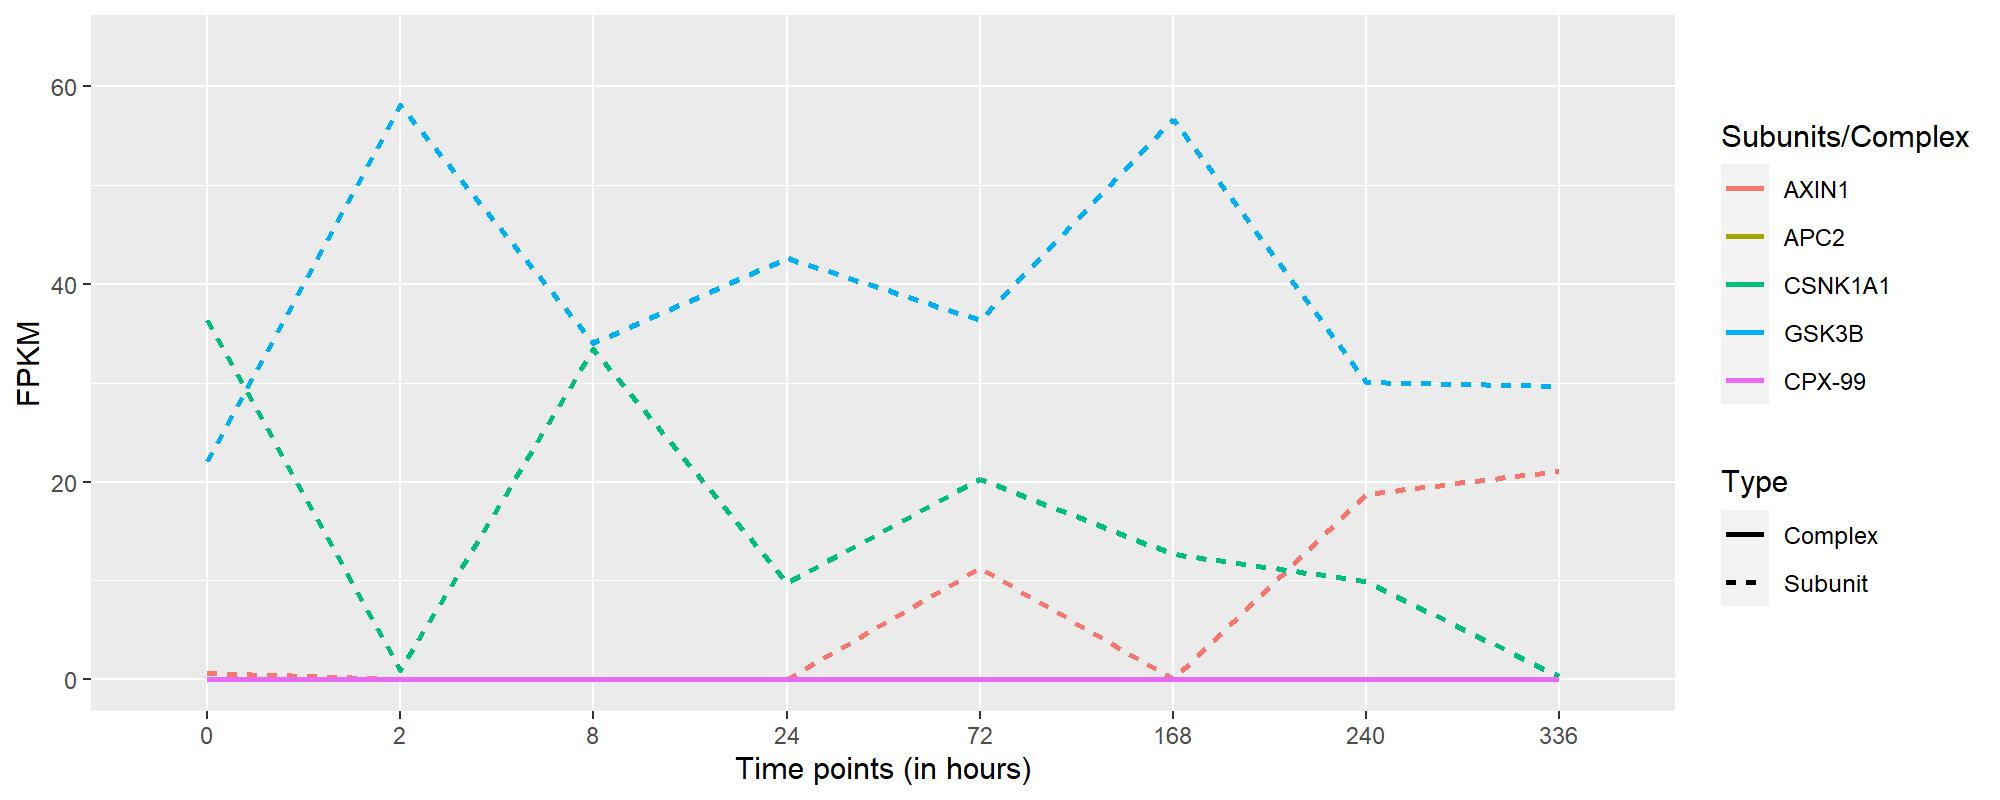 60
40
20
0
FPKM
0 2 8 24 72 168 240 336
Time points (in hours)
Subunits/Complex
AXIN1
APC2
CSNK1A1
GSK3B
CPX-99
Type
Complex
Subunit